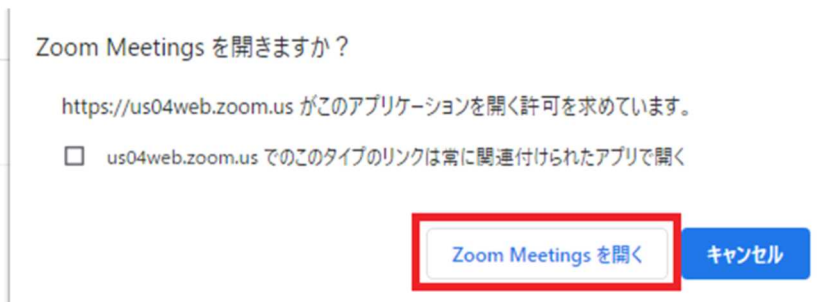 Zoom Meetings を開きますか？
https://us04web.zoom.us がこのアプリケーションを開く許可を求めています。
us04web.zoom.us でのこのタイプのリンクは常に関連付けられたアプリで開く
Zoom Meetings を開く キャンセル